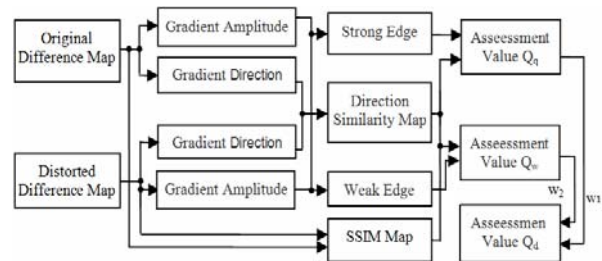 Original
Difference Map
Distorted
Difference Map
Gradient Amplitude
Gradient Direction
Gradient Direction
Gradient Amplitude
Strong Edge
Direction
Similarity Map
Weak Edge
SSIM Map
Asseessment
Value Qq
Asseessment
Value Qw
Asseessmen
Value Qd
w2
w1